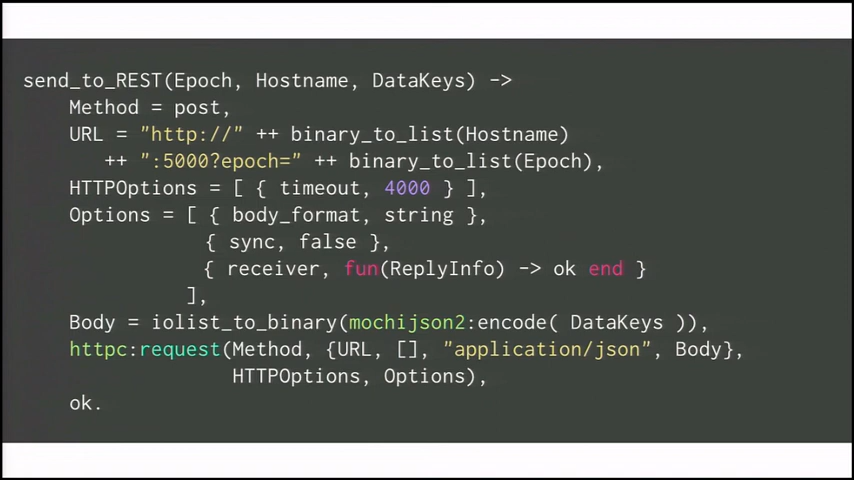 send_to_REST(Epoch, Hostname, DataKeys) ->
    Method = post,
    URL = "http://" ++ binary_to_list(Hostname)
       ++ ":5000?epoch=" ++ binary_to_list(Epoch),
    HTTPOptions = [ { timeout, 4000 } ],
    Options = [ { body_format, string },
                { sync, false },
                { receiver, fun(ReplyInfo) -> ok end }
              ],
    Body = iolist_to_binary(mochijson2:encode( DataKeys )),
    httpc:request(Method, {URL, [], "application/json", Body},
                  HTTPOptions, Options),
    ok.